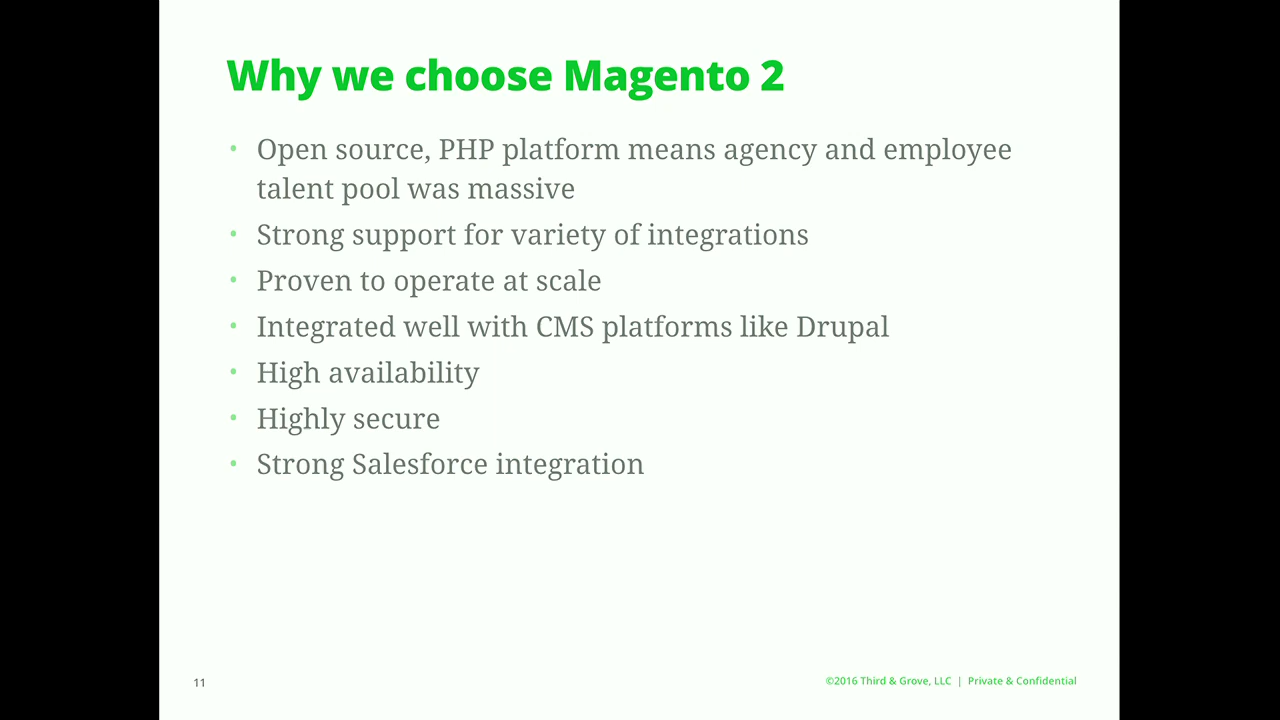 Why we choose Magento 2
• Open source, PHP platform means agency and employee
talent pool was massive
• Strong support for variety of integrations
• Proven to operate at scale
• Integrated well with CMS platforms like Drupal
• High availability
• Highly secure
• Strong Salesforce integration
11
©2016 Third & Grove, LLC | Private & Confidential